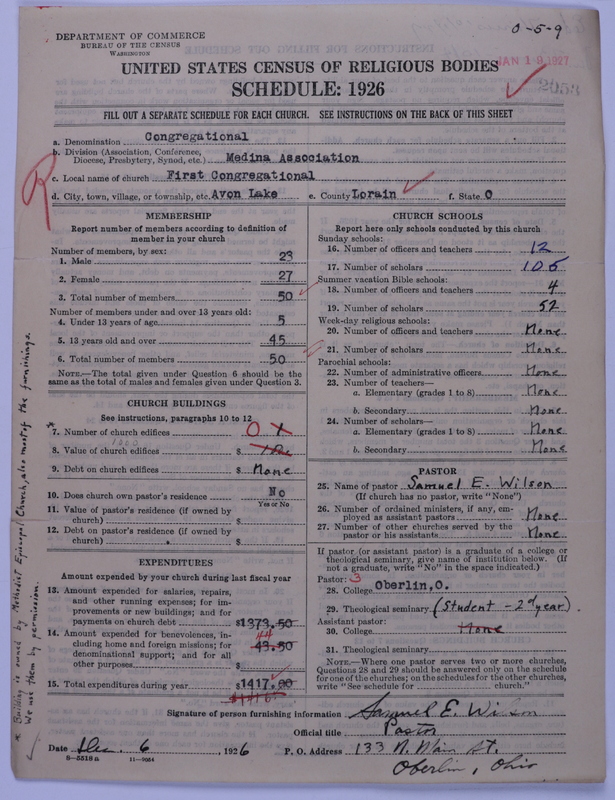 DEPARTMENT OF COMMERCE
BUREAU OF THE CENSUS
WASHINGTON
0-5-9
JAN 19 1927
UNITED STATES CENSUS OF RELIGIOUS BODIES
SCHEDULE: 1926
2053
FILL OUT A SEPARATE SCHEDULE FOR EACH CHURCH. SEE INSTRUCTIONS ON THE BACK OF THIS SHEET
a. Denomination Congregational
b. Division (Association, Conference, Diocese, Presbytery, Synod, etc.) Medina Association
c. Local name of church First Congregational
d. City, town, village, or township, etc. Avon Lake e. County Lorain f. State O
R
MEMBERSHIP
Report number of members according to definition of
member in your church
Number of members, by sex:
1. Male 23
2. Female 27
3. Total number of members 50
Number of members under and over 13 years old:
4. Under 13 years of age 5
5. 13 years old and over 45
6. Total number of members 50
NOTE.—The total given under Question 6 should be
same as the total of males and females given under Question 3.
CHURCH BUILDINGS
See instructions, paragraphs 10 to 12
*7. Number of church edifices 0 1
8. Value of church edifices $
9. Debt on church edifices $ None
10. Does church own pastor's residence No
Yes or No
11. Value of pastor's residence (if owned by
church) $
12. Debt on pastor's residence (if owned by
church) $
EXPENDITURES
Amount expended by your church during last fiscal year
13. Amount expended for salaries, repairs,
and other running expenses; for im-
provements or new buildings; and for
payments on church debt $1373.50
14. Amount expended for benevolences, in-
cluding home and foreign missions; for
denominational support; and for all
other purposes $ 44
43.50
15. Total expenditures during year $1417.00
CHURCH SCHOOLS
Report here only schools conducted by this church
Sunday schools:
16. Number of officers and teachers 12
17. Number of scholars 105
Summer vacation Bible schools:
18. Number of officers and teachers 4
19. Number of scholars 52
Week-day religious schools:
20. Number of officers and teachers None
21. Number of scholars None
Parochial schools:
22. Number of administrative officers None
23. Number of teachers—
a. Elementary (grades 1 to 8) None
b. Secondary None
24. Number of scholars—
a. Elementary (grades 1 to 8) None
b. Secondary None
PASTOR
25. Name of pastor Samuel E. Wilson
(If church has no pastor, write "None")
26. Number of ordained ministers, if any, em-
ployed as assistant pastors None
27. Number of other churches served by the
pastor or his assistants None
If pastor (or assistant pastor) is a graduate of a college or
theological seminary, give name of institution below. (If
not a graduate, write "No" in the space indicated.)
Pastor: 3
28. College Oberlin, O.
29. Theological seminary (Student - 2nd year)
Assistant pastor:
30. College None
31. Theological seminary
NOTE.—Where one pastor serves two or more churches,
Questions 28 and 29 should be answered only on the schedule
for one of the churches; on the schedules for the other churches,
write "See schedule for church."
Signature of person furnishing information Samuel E. Wilson
Official title Pastor
Date Dec. 6, 1926 P. O. Address 133 N. Main St.
Oberlin, Ohio
8-5518a 11-9054
* Building is owned by Methodist Episcopal Church, also most of the furnishings.
We use them by permission.